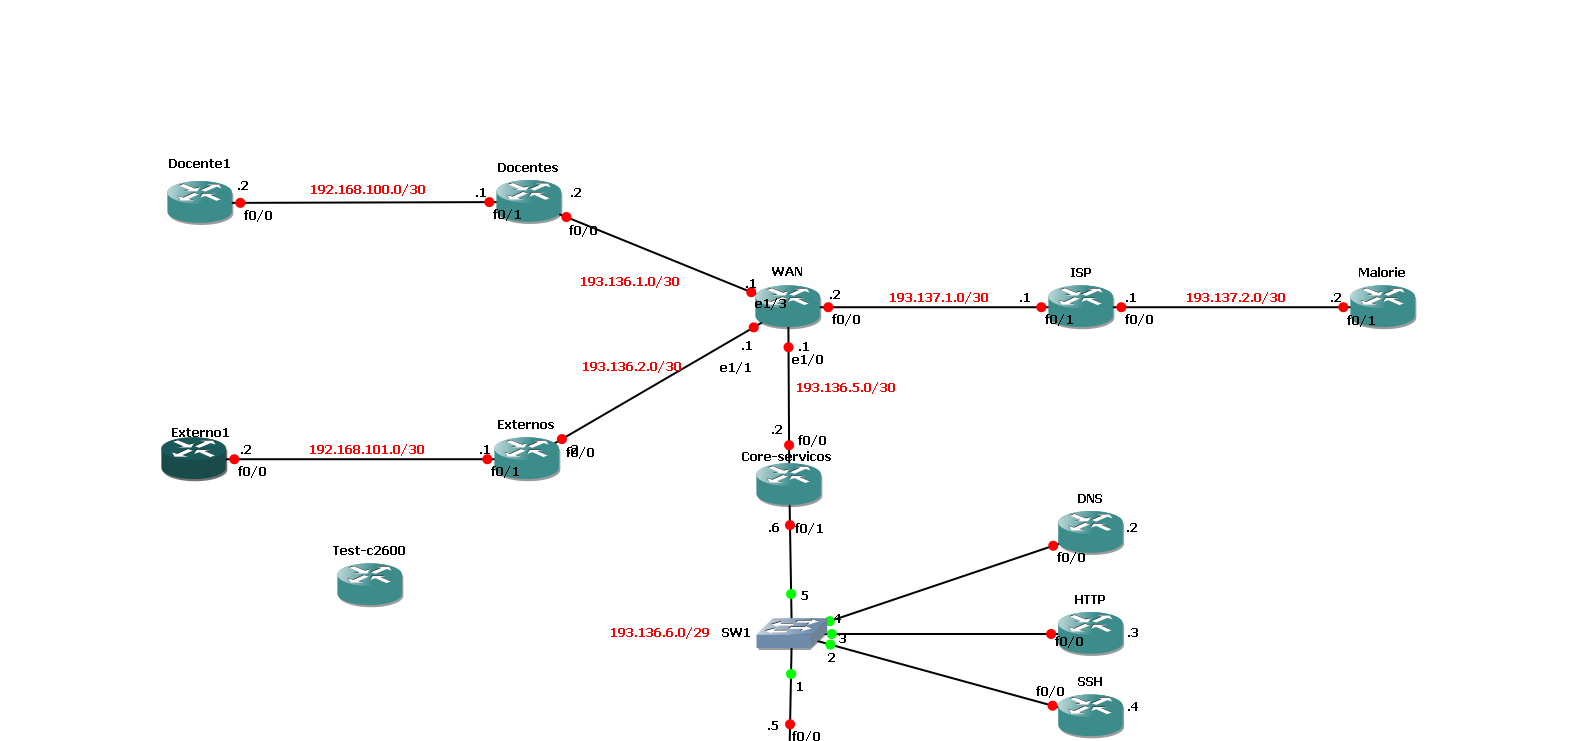 Docente1
.2
f0/0
192.168.100.0/30
Docentes
.1
f0/1
.2
f0/0
193.136.1.0/30
WAN
.1
e1/3
.2
f0/0
193.137.1.0/30
ISP
.1
f0/1
.1
f0/0
193.137.2.0/30
Malorie
.2
f0/1
.1
e1/1
193.136.2.0/30
.1
e1/0
193.136.5.0/30
Externo1
.2
f0/0
192.168.101.0/30
Externos
.1
f0/1
f0/0
.2
f0/0
Core-servicos
.6
f0/1
Test-c2600
5
193.136.6.0/29
SW1
4
3
2
1
DNS
.2
f0/0
HTTP
.3
f0/0
SSH
f0/0
.4
.5
f0/0